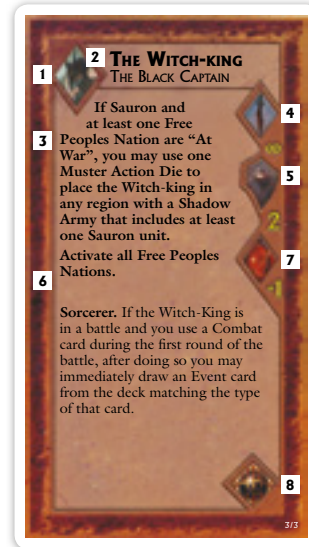 1
2 THE WITCH-KING
THE BLACK CAPTAIN
If Sauron and
at least one Free
3 Peoples Nation are “At
War”, you may use one
Muster Action Die to
place the Witch-king in
any region with a Shadow
Army that includes at least
one Sauron unit.
Activate all Free Peoples
Nations.
4
∞
5
2
7
-1
6
Sorcerer. If the Witch-King is
in a battle and you use a Combat
card during the first round of the
battle, after doing so you may
immediately draw an Event card
from the deck matching the type
of that card.
8
3/3